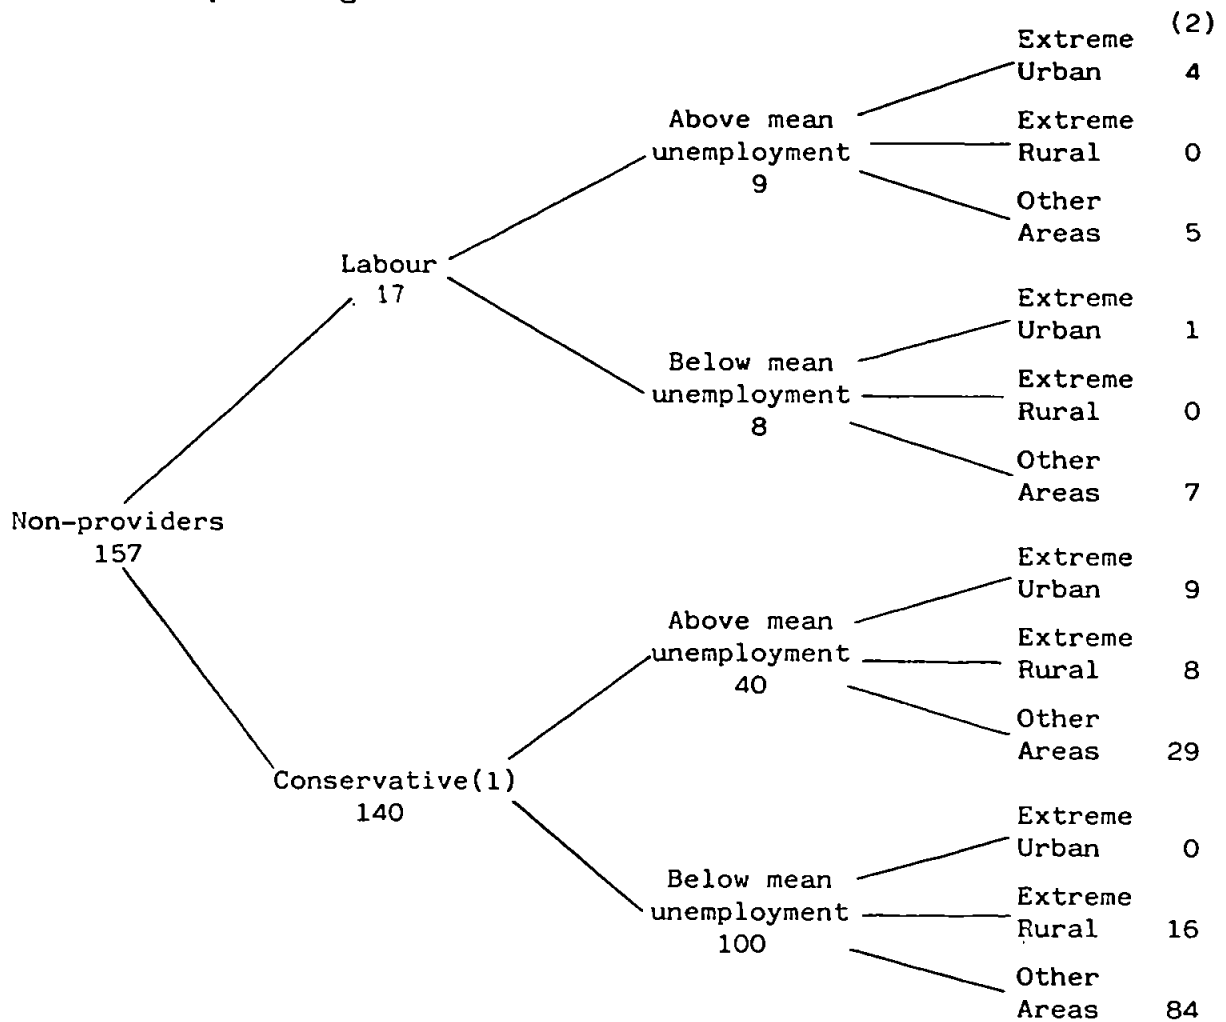 (2)
Extreme
Urban 4
Above mean
unemployment
9
Extreme
Rural 0
Other
Areas 5
Labour
17
Extreme
Urban 1
Below mean
unemployment
8
Extreme
Rural 0
Other
Areas 7
Non-providers
157
Extreme
Urban 9
Above mean
unemployment
40
Extreme
Rural 8
Other
Areas 29
Conservative(1)
140
Extreme
Urban 0
Below mean
unemployment
100
Extreme
Rural 16
Other
Areas 84